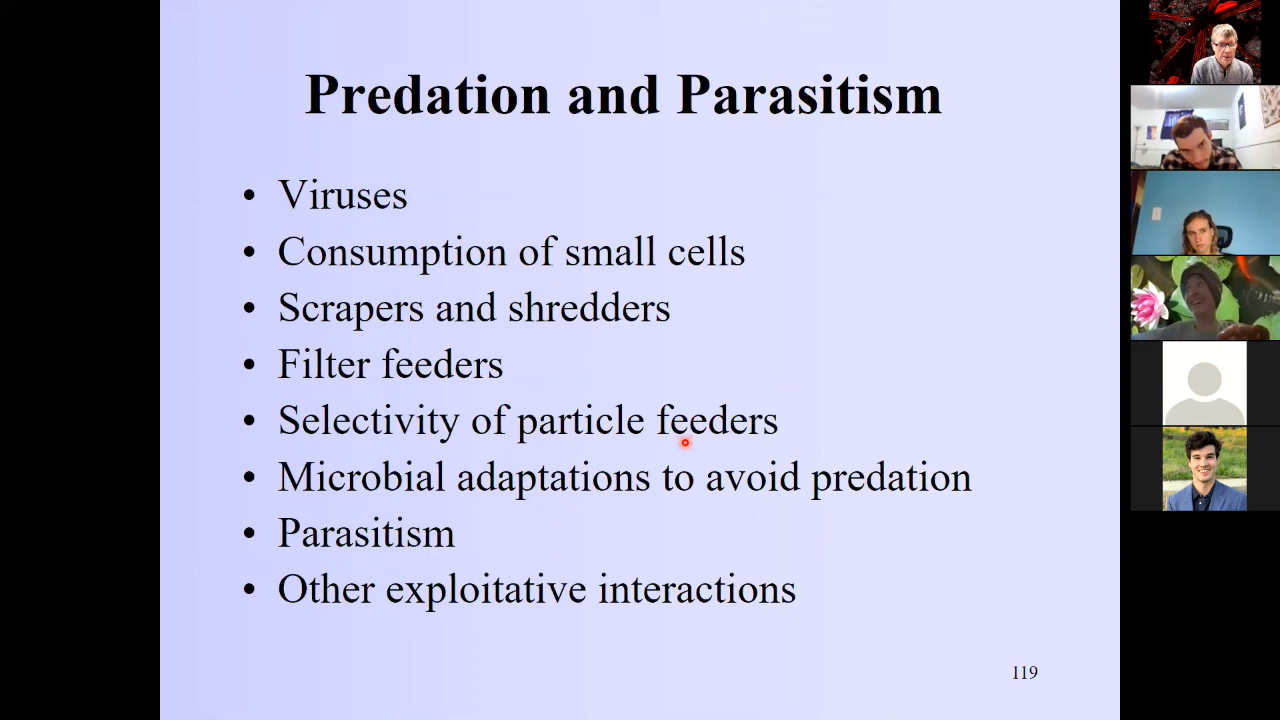 Predation and Parasitism
• Viruses
• Consumption of small cells
• Scrapers and shredders
• Filter feeders
• Selectivity of particle feeders
• Microbial adaptations to avoid predation
• Parasitism
• Other exploitative interactions
119